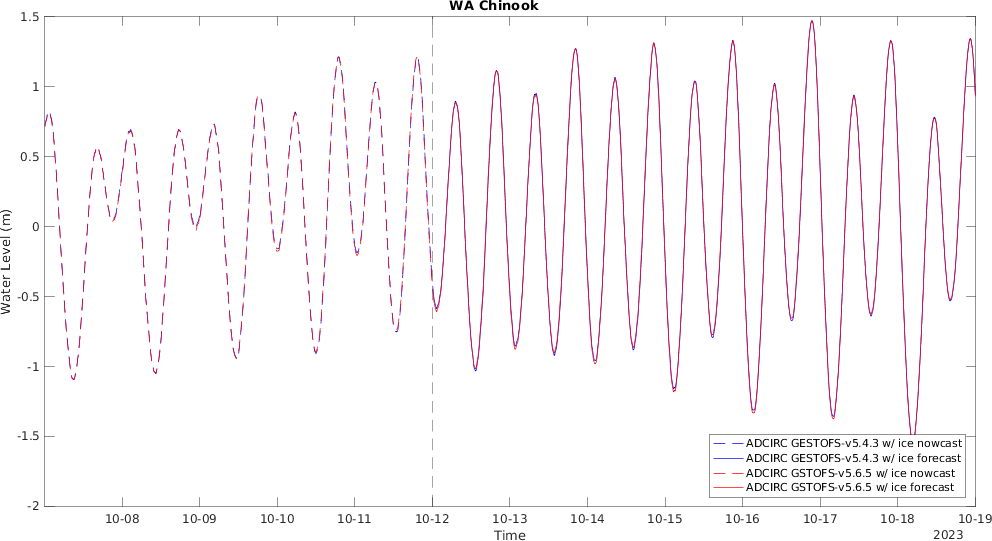 WA Chinook
1.5
1
0.5
0
-0.5
-1
-1.5
-2
Water Level (m)
ADCIRC GESTOFS-v5.4.3 w/ ice nowcast
ADCIRC GESTOFS-v5.4.3 w/ ice forecast
ADCIRC GSTOFS-v5.6.5 w/ ice nowcast
ADCIRC GSTOFS-v5.6.5 w/ ice forecast
10-08 10-09 10-10 10-11 10-12 10-13 10-14 10-15 10-16 10-17 10-18 10-19
Time
2023